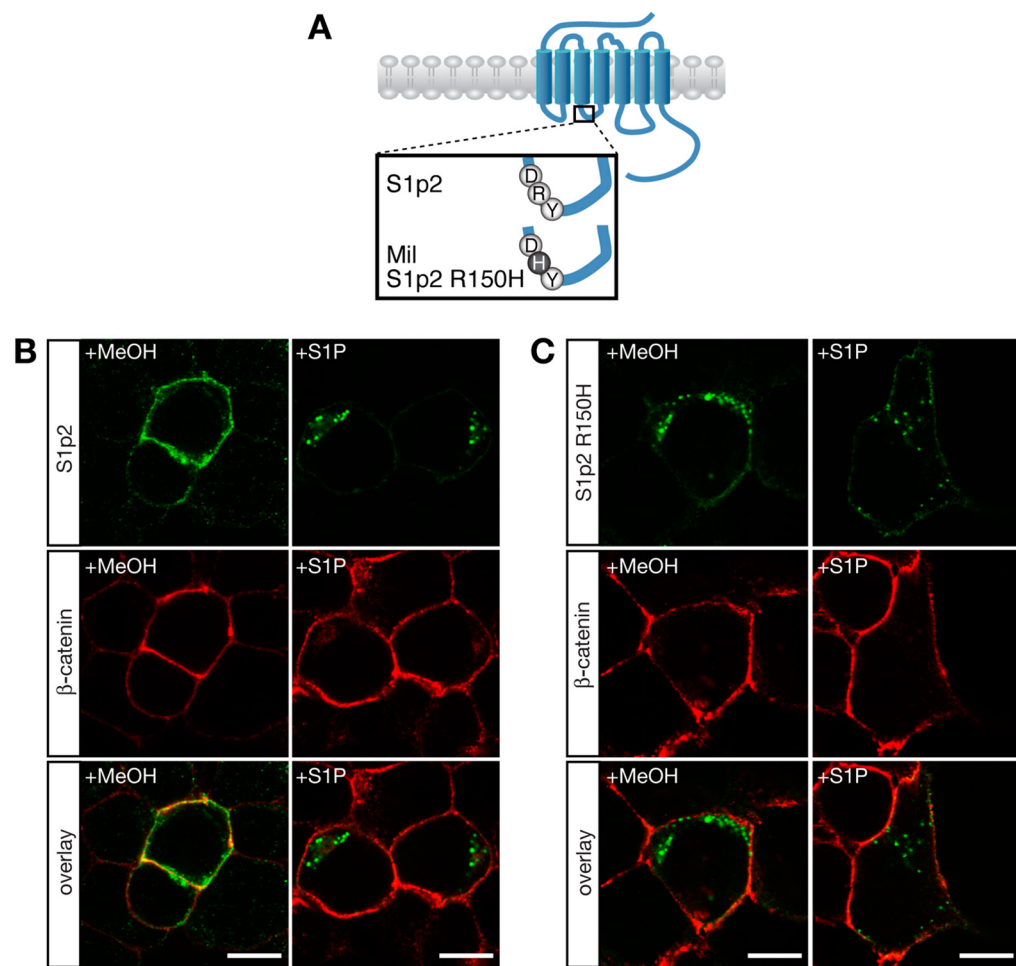 A
S1p2
D
R
Y
Mil
S1p2 R150H
D
H
Y
B
+MeOH
+S1P
S1p2
+MeOH
+S1P
β-catenin
+MeOH
+S1P
overlay
C
+MeOH
+S1P
S1p2 R150H
+MeOH
+S1P
β-catenin
+MeOH
+S1P
overlay